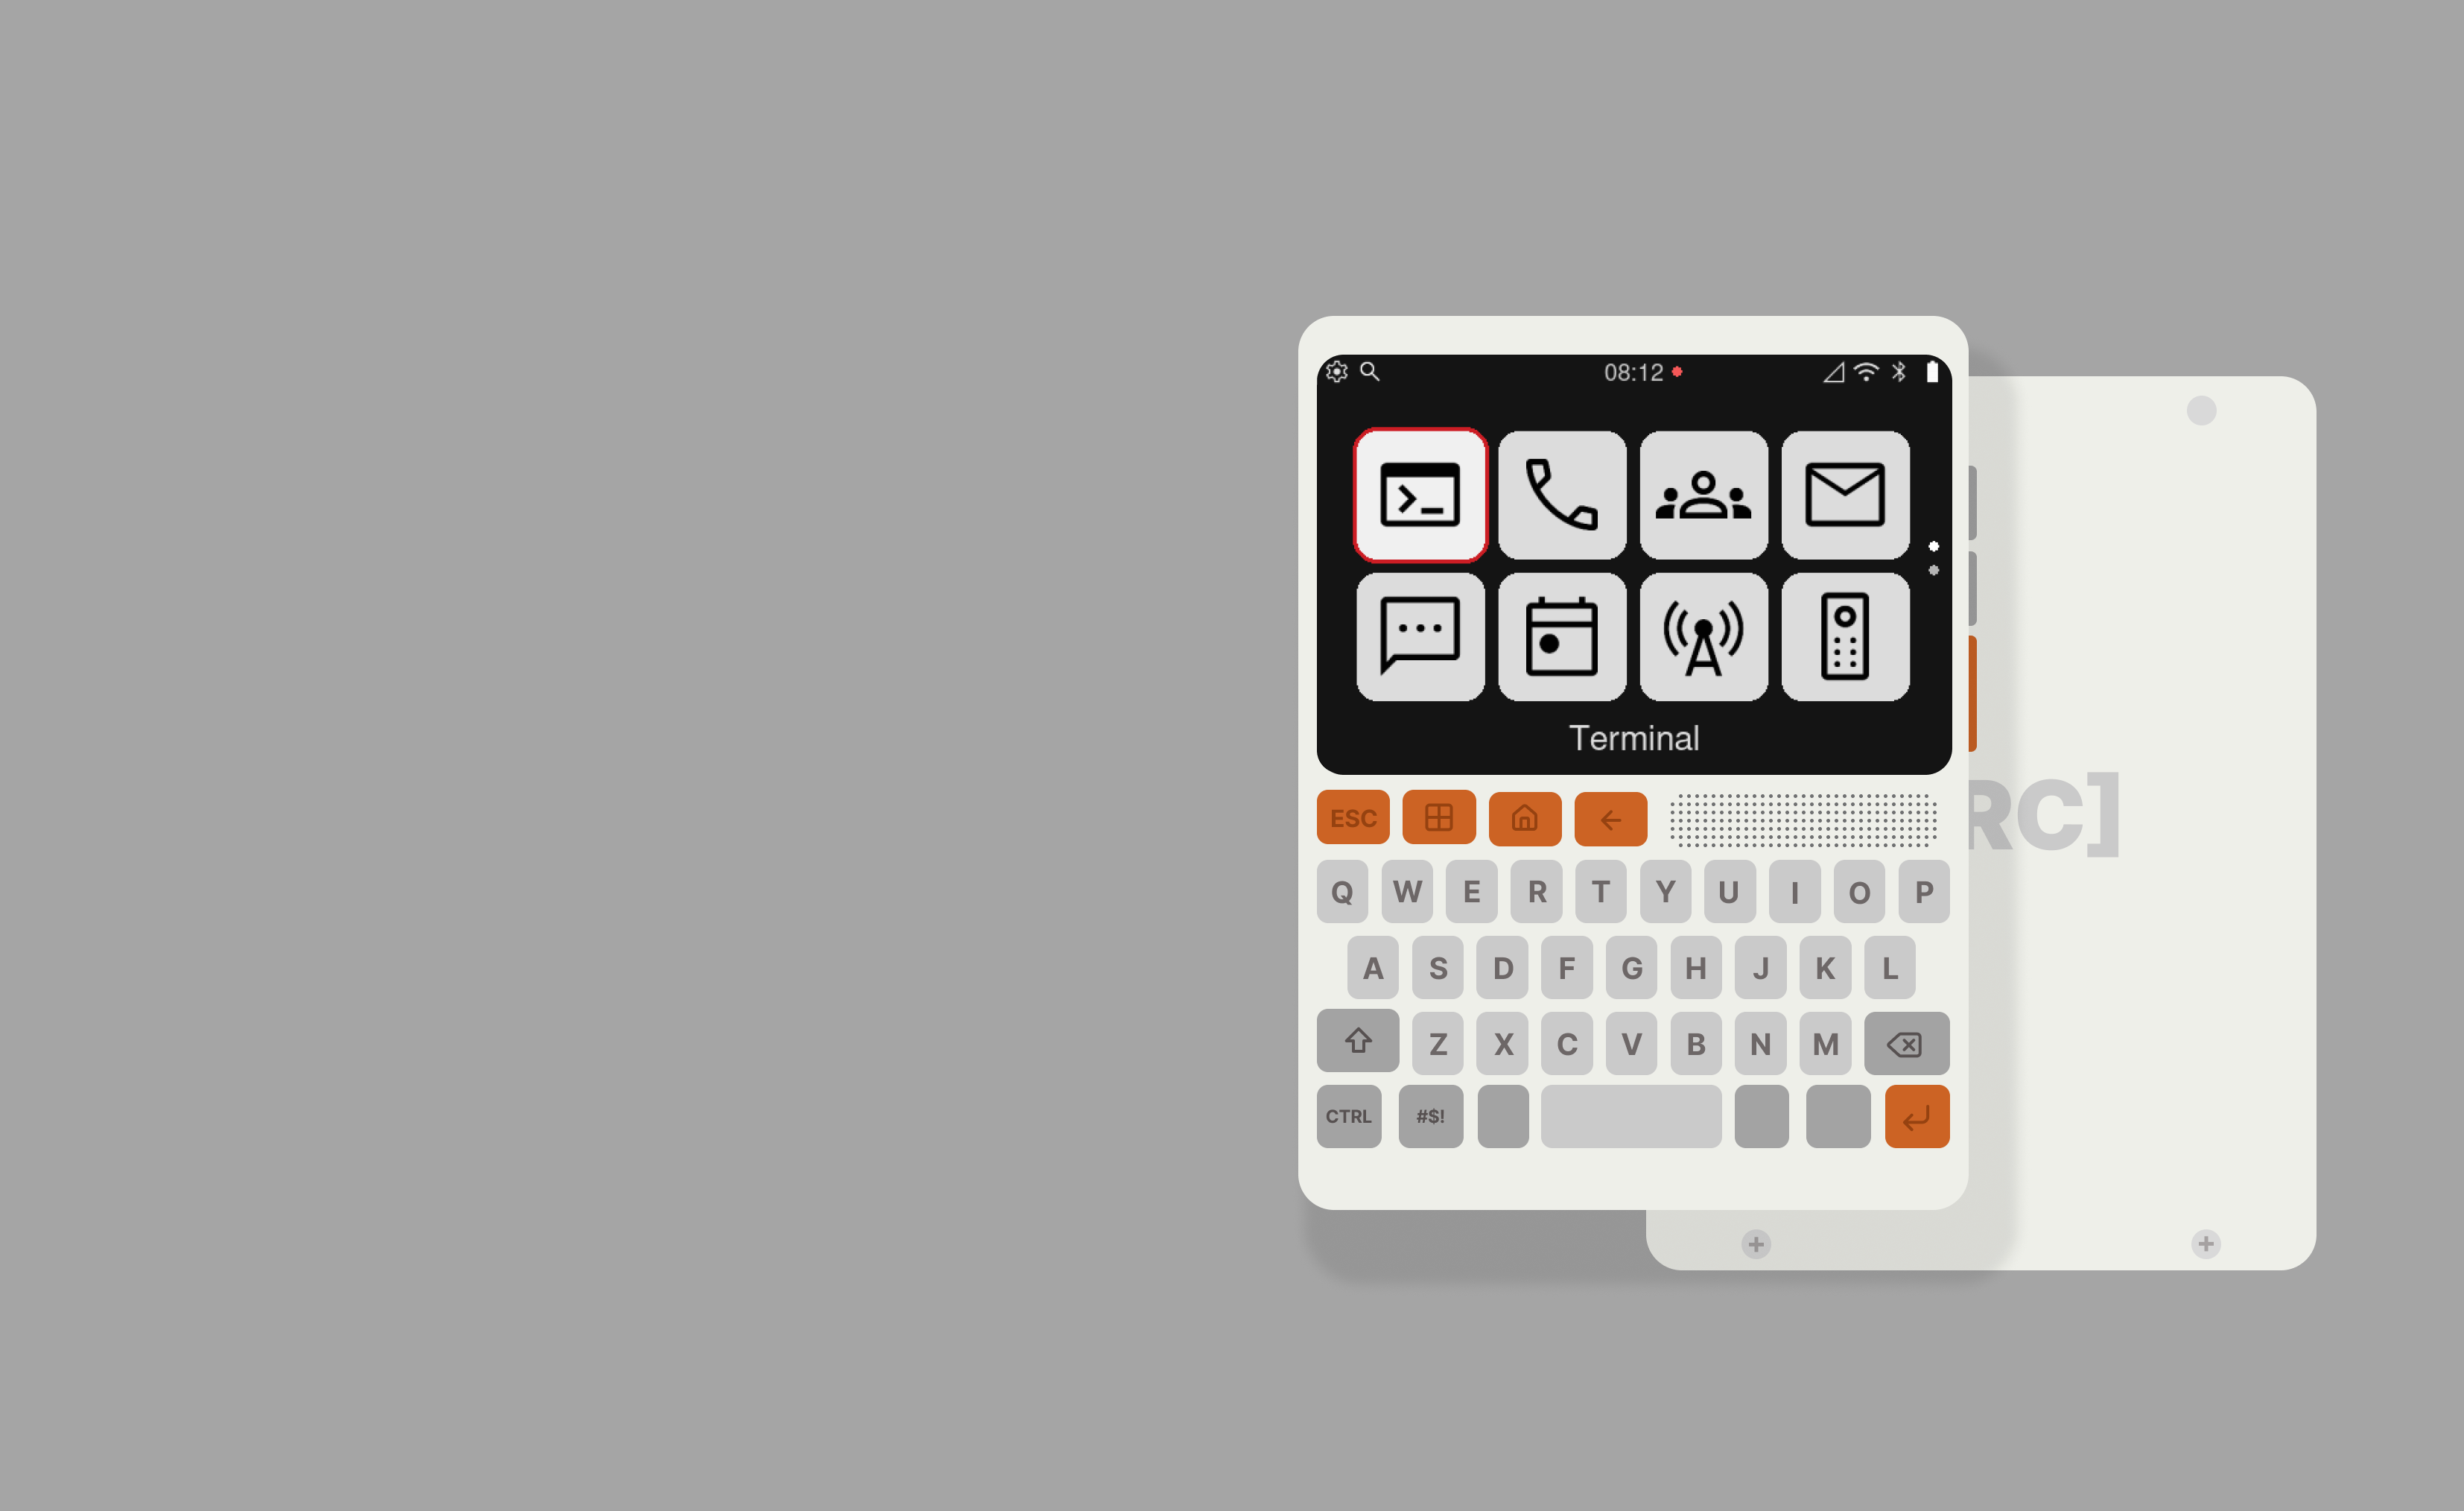 08:12
Terminal
ESC
Q W E R T Y U I O P
RC]
A S D F G H J K L
Z X C V B N M
CTRL #$!